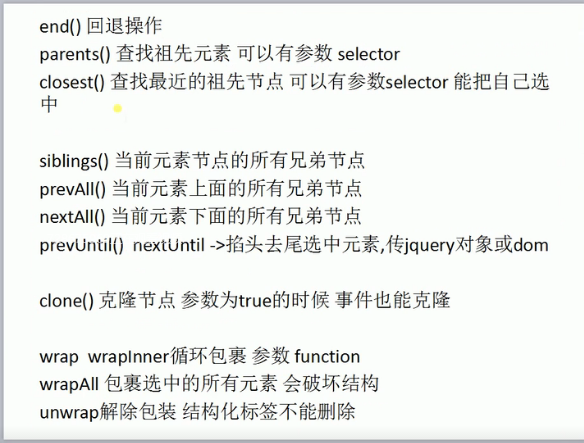 end() 回退操作
parents() 查找祖先元素 可以有参数 selector
closest() 查找最近的祖先节点 可以有参数selector 能把自己选
中
siblings() 当前元素节点的所有兄弟节点
prevAll() 当前元素上面的所有兄弟节点
nextAll() 当前元素下面的所有兄弟节点
prevUntil()  nextUntil ->掐头去尾选中元素,传jquery对象或dom
clone() 克隆节点 参数为true的时候 事件也能克隆
wrap  wrapInner循环包裹 参数 function
wrapAll 包裹选中的所有元素 会破坏结构
unwrap解除包装 结构化标签不能删除